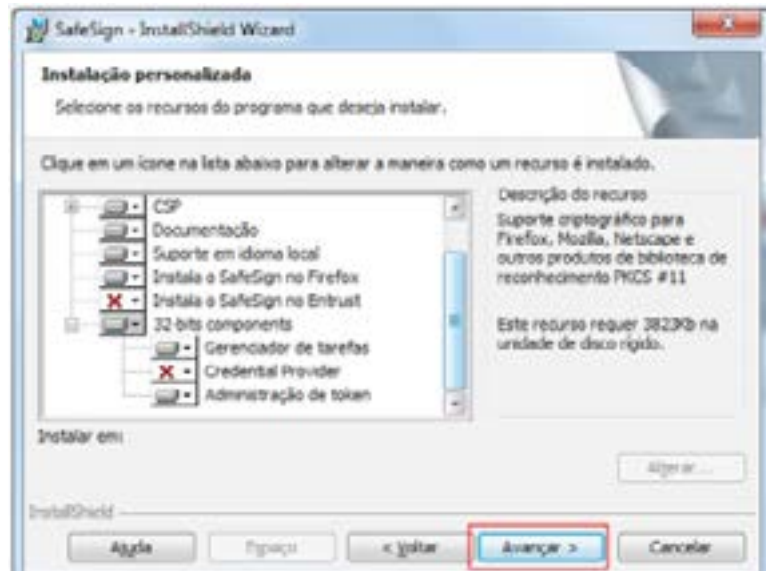 SafeSign - InstallShield Wizard
Instalação personalizada
Selecione os recursos do programa que deseja instalar.
Clique em um ícone na lista abaixo para alterar a maneira como um recurso é instalado.
CSP
Documentação
Suporte em idioma local
Instala o SafeSign no Firefox
Instala o SafeSign no Entrust
32-bits components
Gerenciador de tarefas
Credential Provider
Administração de token
Descrição do recurso
Suporte criptográfico para
Firefox, Mozilla, Netscape e
outros produtos de biblioteca de
reconhecimento PKCS #11
Este recurso requer 3823Kb na
unidade de disco rígido.
Instalar em:
Alterar...
InstallShield
Ajuda
Espaço
< Voltar
Avançar >
Cancelar